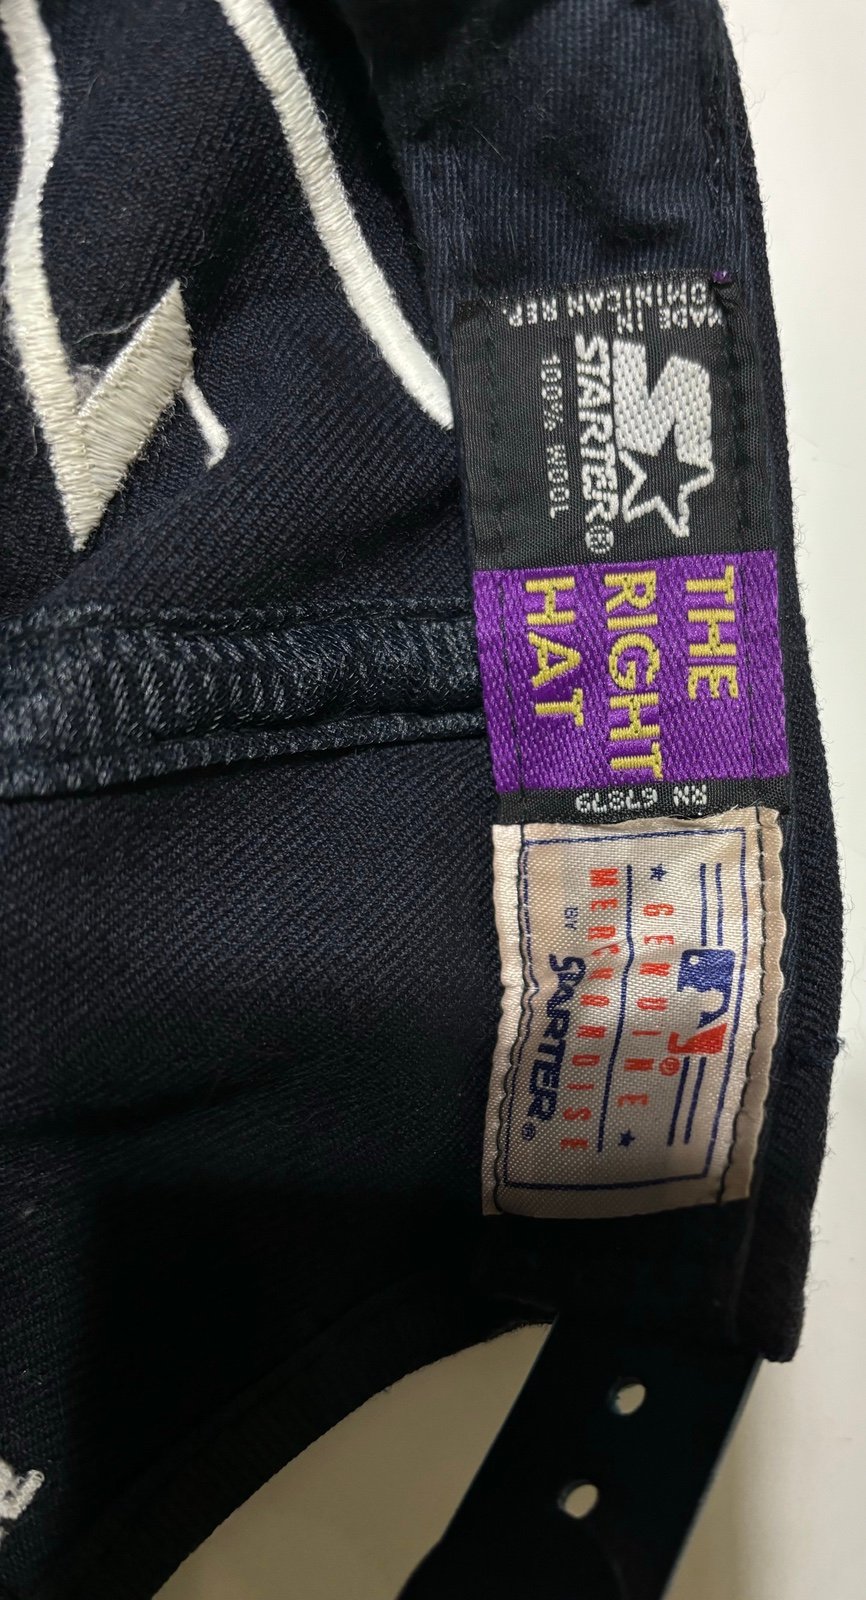 MADE IN
DOMINICAN REP.
STARTER®
100% WOOL
THE
RIGHT
HAT
RN 67879
®
GENUINE
MERCHANDISE
BY
STARTER®